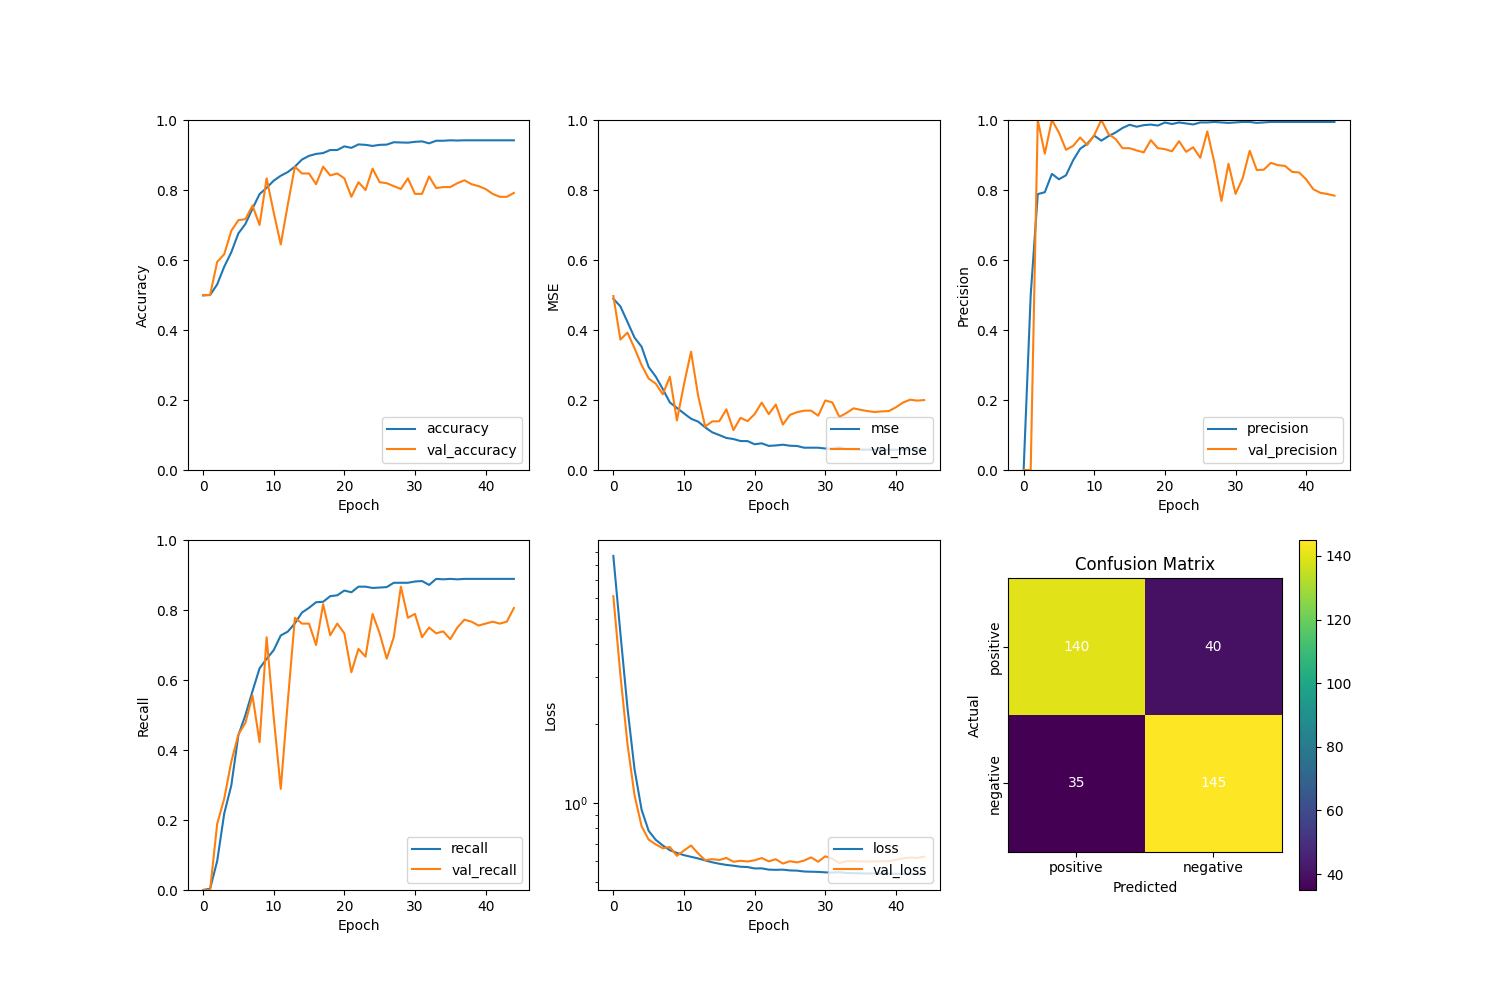 1.0
0.8
0.6
0.4
0.2
0.0
Accuracy
accuracy
val_accuracy
0 10 20 30 40
Epoch
1.0
0.8
0.6
0.4
0.2
0.0
MSE
mse
val_mse
0 10 20 30 40
Epoch
1.0
0.8
0.6
0.4
0.2
0.0
Precision
precision
val_precision
0 10 20 30 40
Epoch
1.0
0.8
0.6
0.4
0.2
0.0
Recall
recall
val_recall
0 10 20 30 40
Epoch
10⁰
Loss
loss
val_loss
0 10 20 30 40
Epoch
Confusion Matrix
Actual
positive
negative
140 40
35 145
positive negative
Predicted
140
120
100
80
60
40